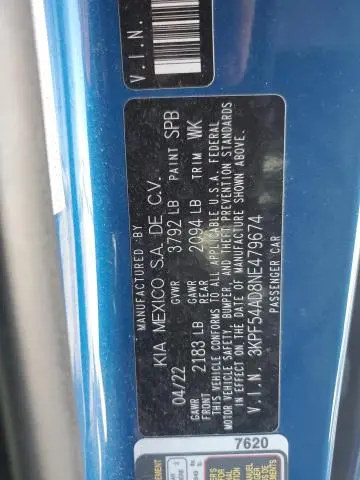 V.I.N.
MANUFACTURED BY
KIA MEXICO S.A. DE C.V.
04/22 GVWR 3792 LB PAINT SPB
GAWR FRONT 2183 LB GAWR REAR 2094 LB TRIM WK
THIS VEHICLE CONFORMS TO ALL APPLICABLE U.S.A. FEDERAL
MOTOR VEHICLE SAFETY, BUMPER, AND THEFT PREVENTION STANDARDS
IN EFFECT ON THE DATE OF MANUFACTURE SHOWN ABOVE.
V.I.N. 3KPF54AD8NE479674
PASSENGER CAR
7620